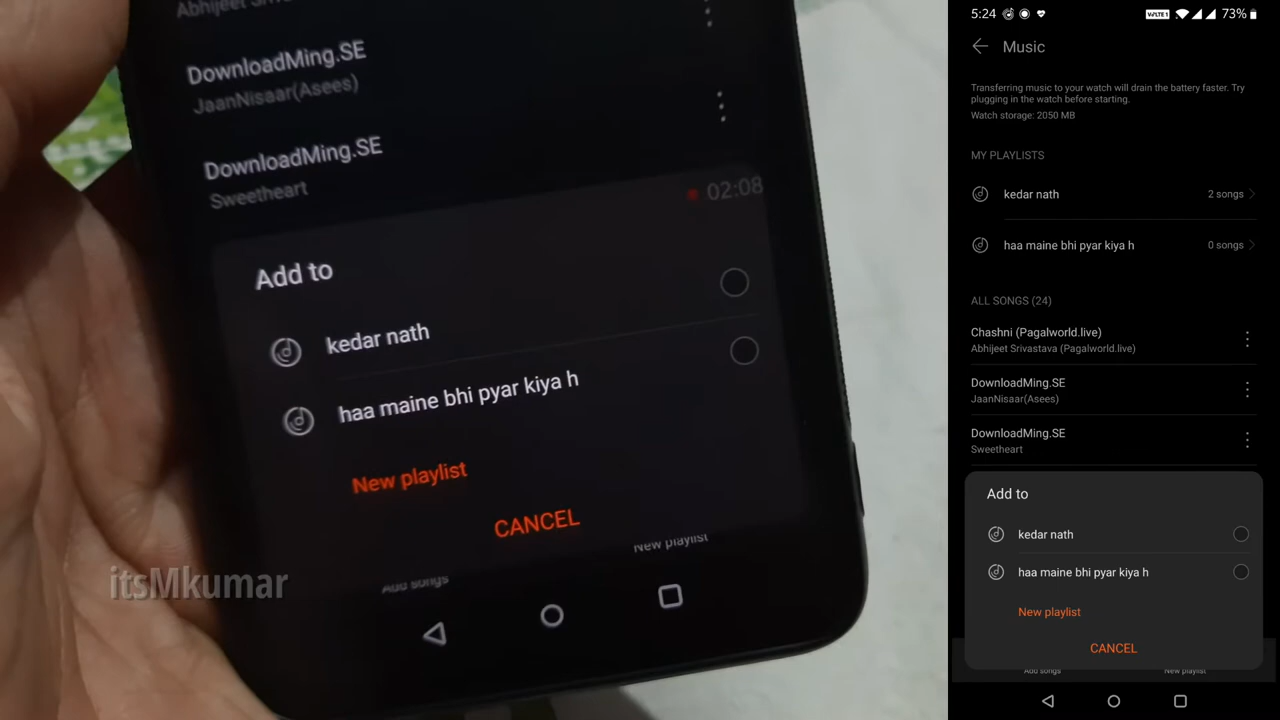 Abhijeet Sriva
DownloadMing.SE
JaanNisaar(Asees)
DownloadMing.SE
Sweetheart
02:08
Add to
kedar nath
haa maine bhi pyar kiya h
New playlist
CANCEL
Add songs
New playlist
itsMkumar
5:24
VoLTE 1
73%
Music
Transferring music to your watch will drain the battery faster. Try
plugging in the watch before starting.
Watch storage: 2050 MB
MY PLAYLISTS
kedar nath 2 songs
haa maine bhi pyar kiya h 0 songs
ALL SONGS (24)
Chashni (Pagalworld.live)
Abhijeet Srivastava (Pagalworld.live)
DownloadMing.SE
JaanNisaar(Asees)
DownloadMing.SE
Sweetheart
Add to
kedar nath
haa maine bhi pyar kiya h
New playlist
CANCEL
Add songs New playlist